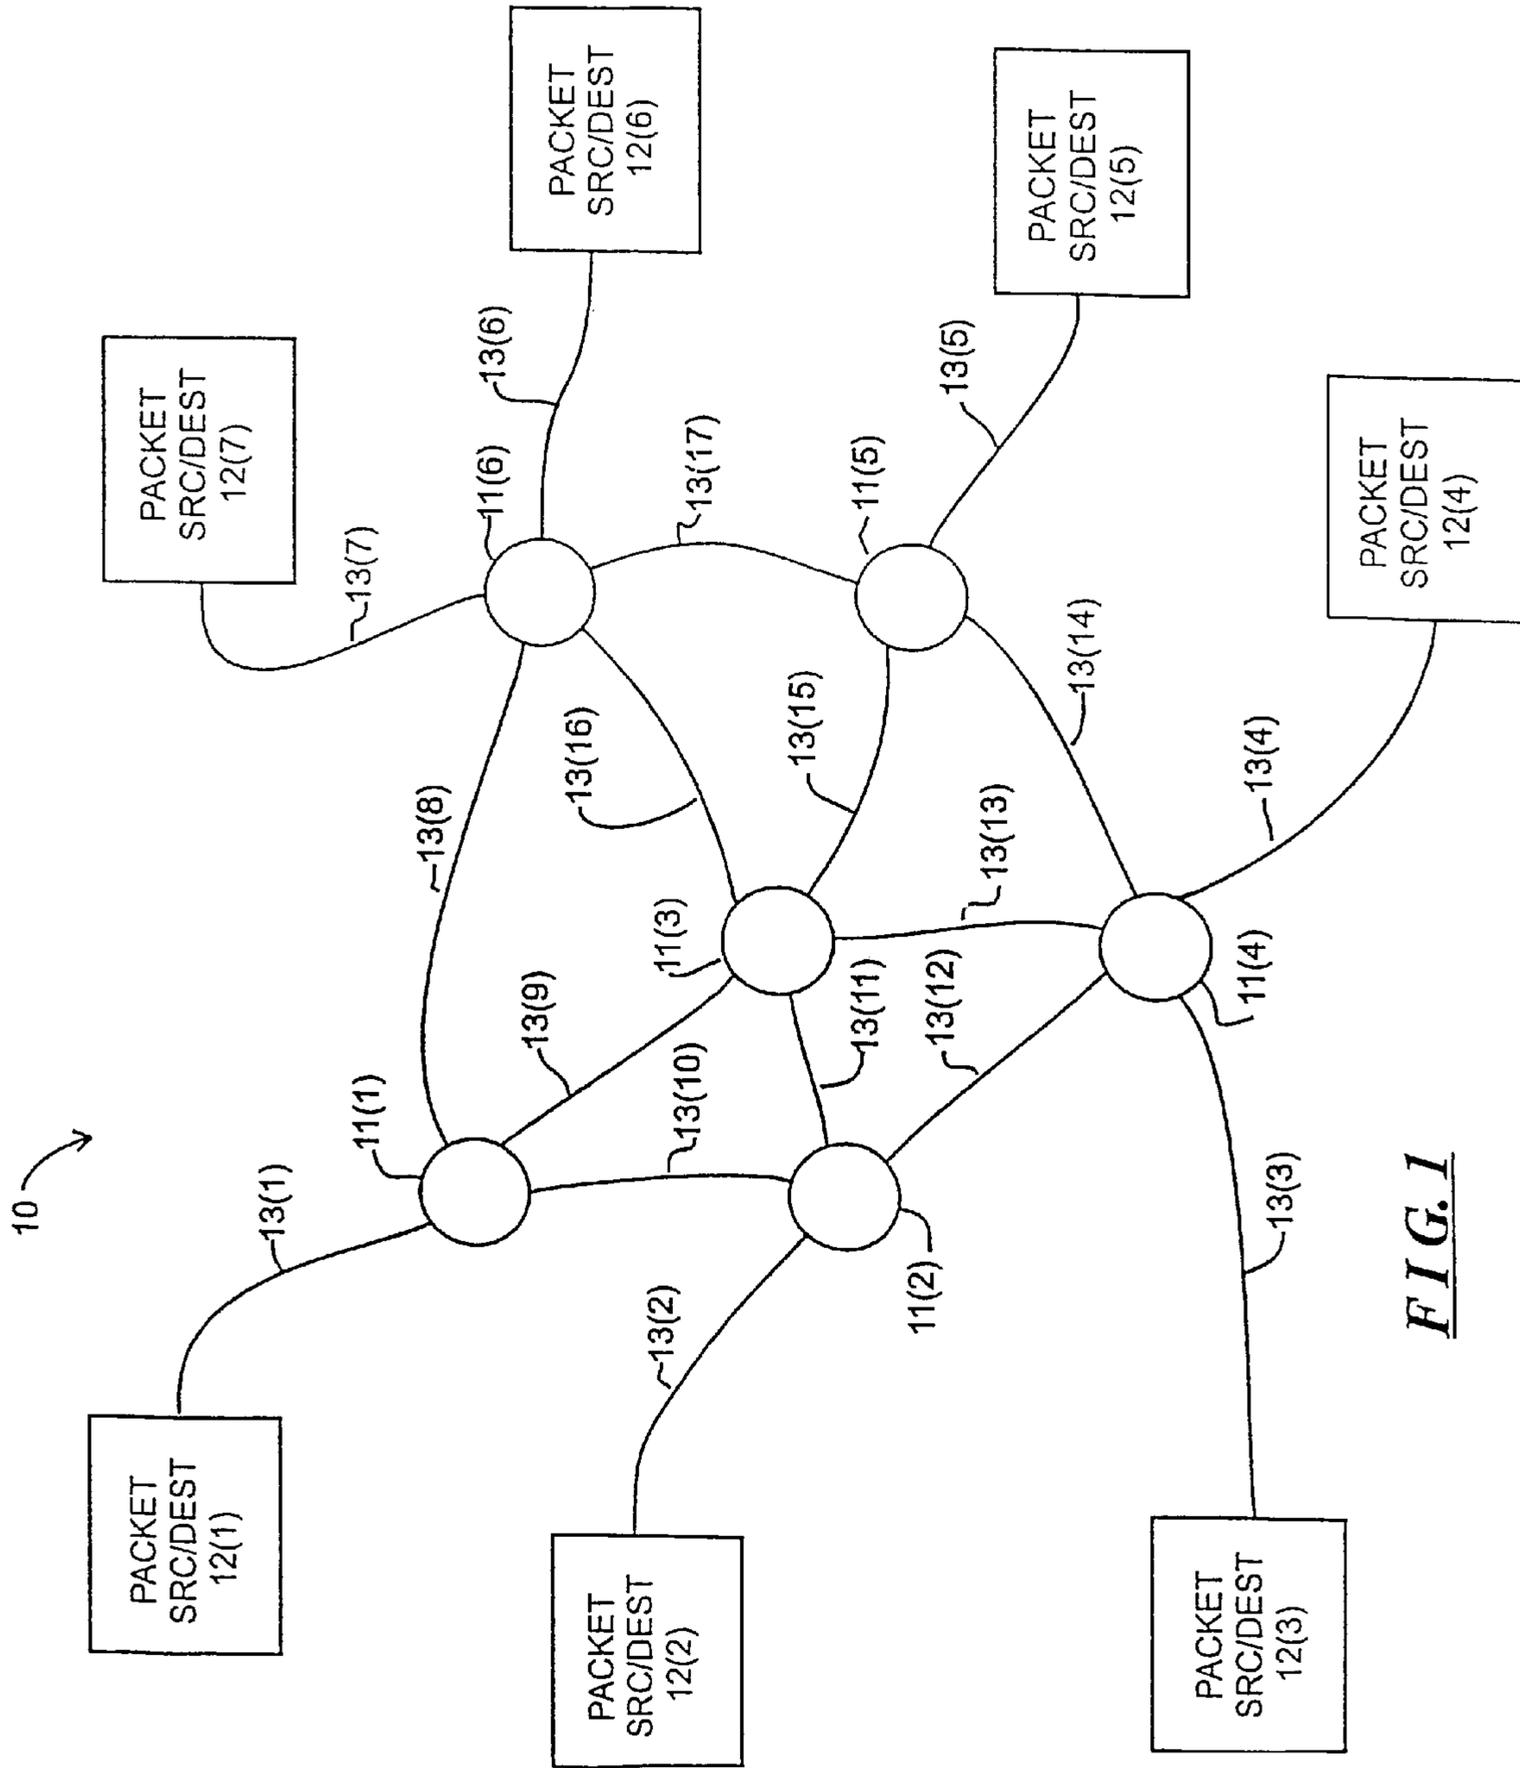 10
PACKET
SRC/DEST
12(1)
13(1)
11(1)
13(8)
13(7)
PACKET
SRC/DEST
12(7)
PACKET
SRC/DEST
12(2)
13(2)
13(10)
13(9)
11(3)
13(16)
11(6)
13(6)
PACKET
SRC/DEST
12(6)
11(2)
13(11)
13(12)
13(13)
13(15)
13(17)
11(5)
13(5)
PACKET
SRC/DEST
12(5)
PACKET
SRC/DEST
12(3)
13(3)
11(4)
13(4)
13(14)
PACKET
SRC/DEST
12(4)
FIG. 1